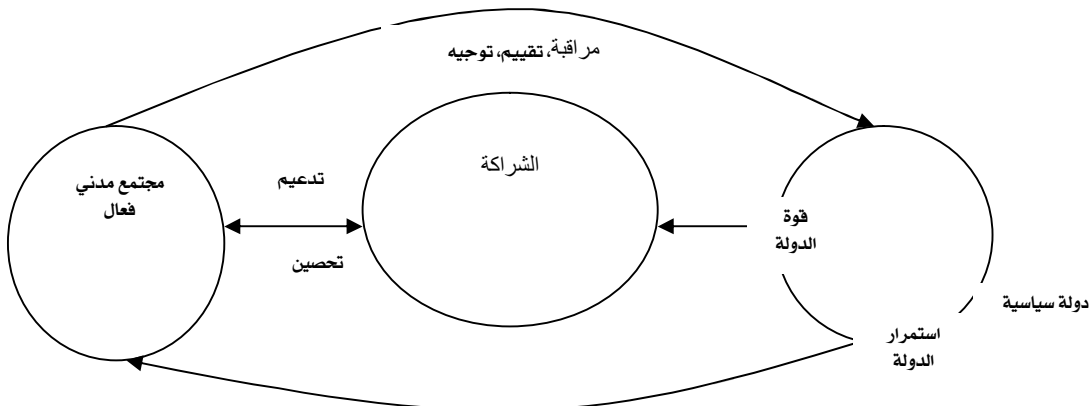 مراقبة، تقييم، توجيه
الشراكة
مجتمع مدني
فعال
تدعيم
تحصين
قوة
الدولة
دولة سياسية
استمرار
الدولة